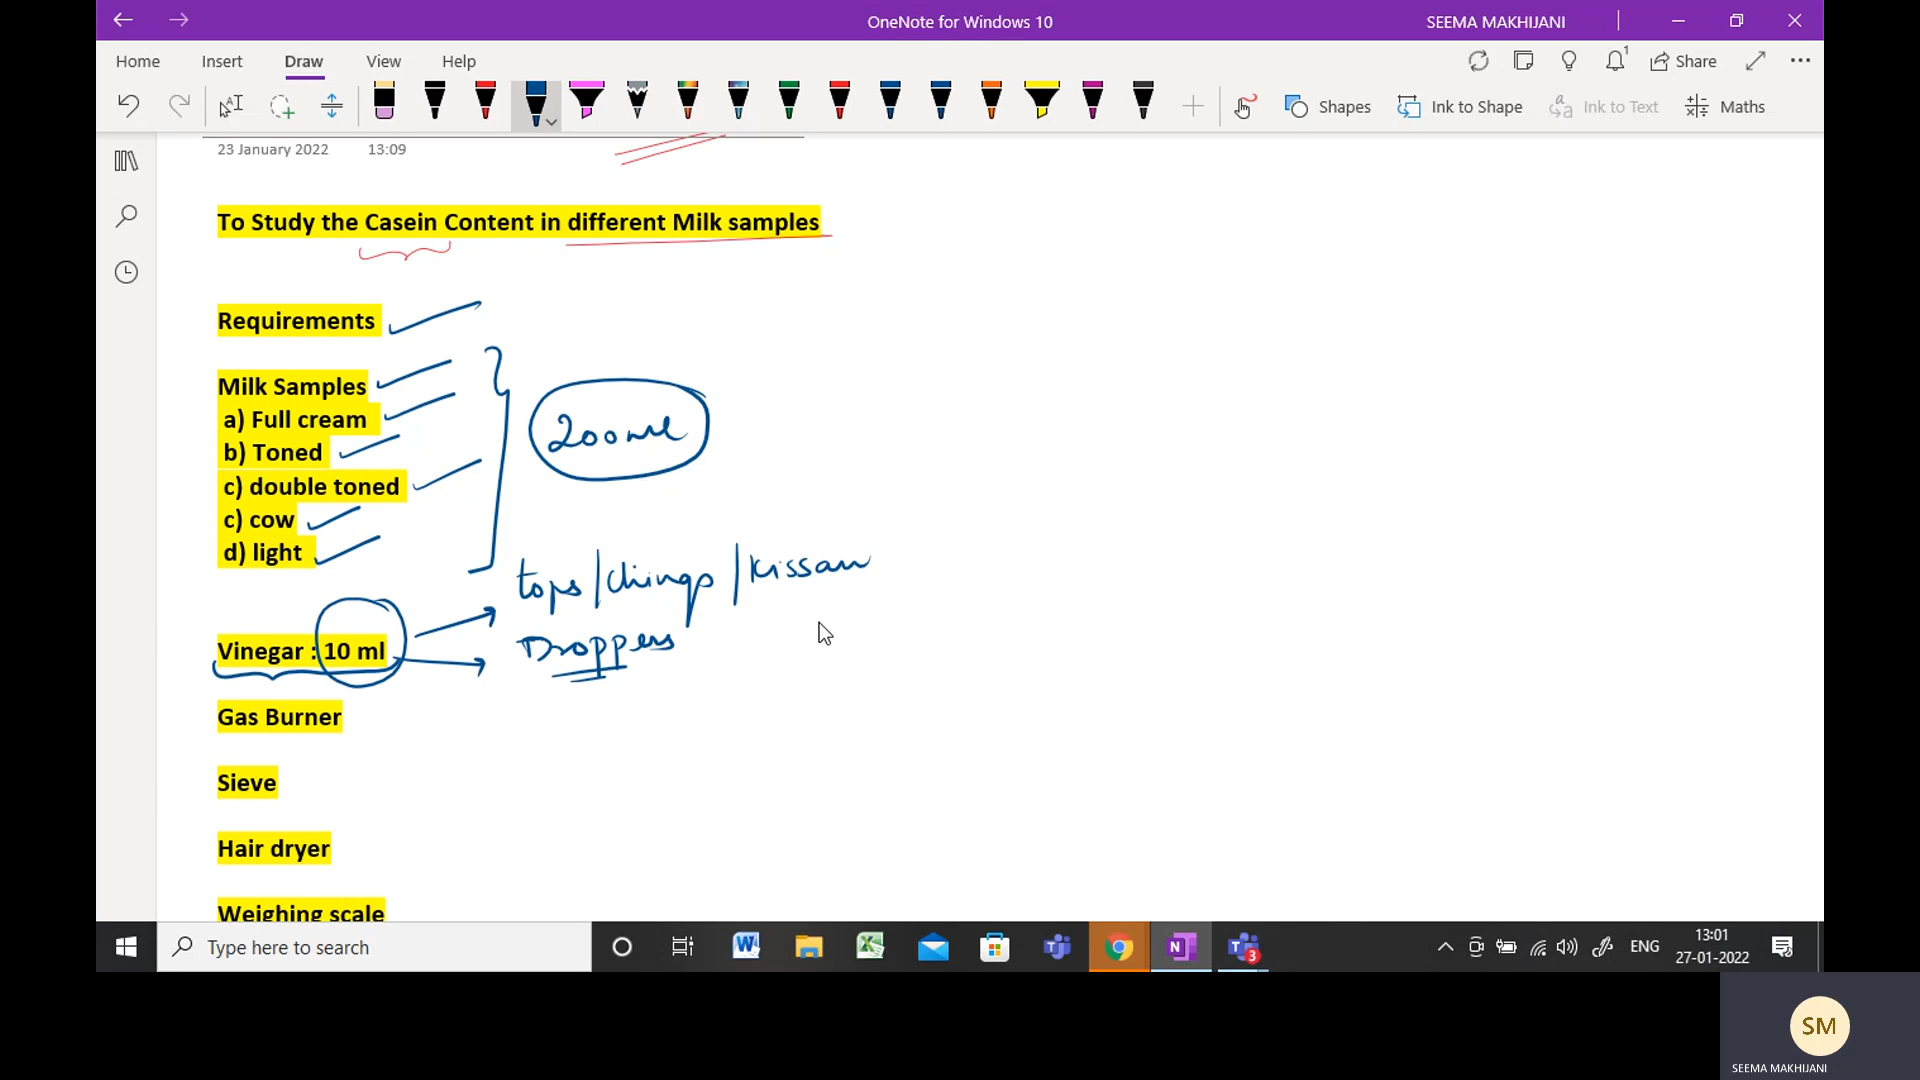 OneNote for Windows 10
SEEMA MAKHIJANI
Home Insert Draw View Help
1
Share
Shapes
Ink to Shape
Ink to Text
Maths
23 January 2022 13:09
To Study the Casein Content in different Milk samples
Requirements
Milk Samples
a) Full cream
b) Toned
c) double toned
c) cow
d) light
200ml
tops/chings/kissan
Vinegar : 10 ml
Droppers
Gas Burner
Sieve
Hair dryer
Weighing scale
Type here to search
3
ENG
13:01
27-01-2022
SM
SEEMA MAKHIJANI